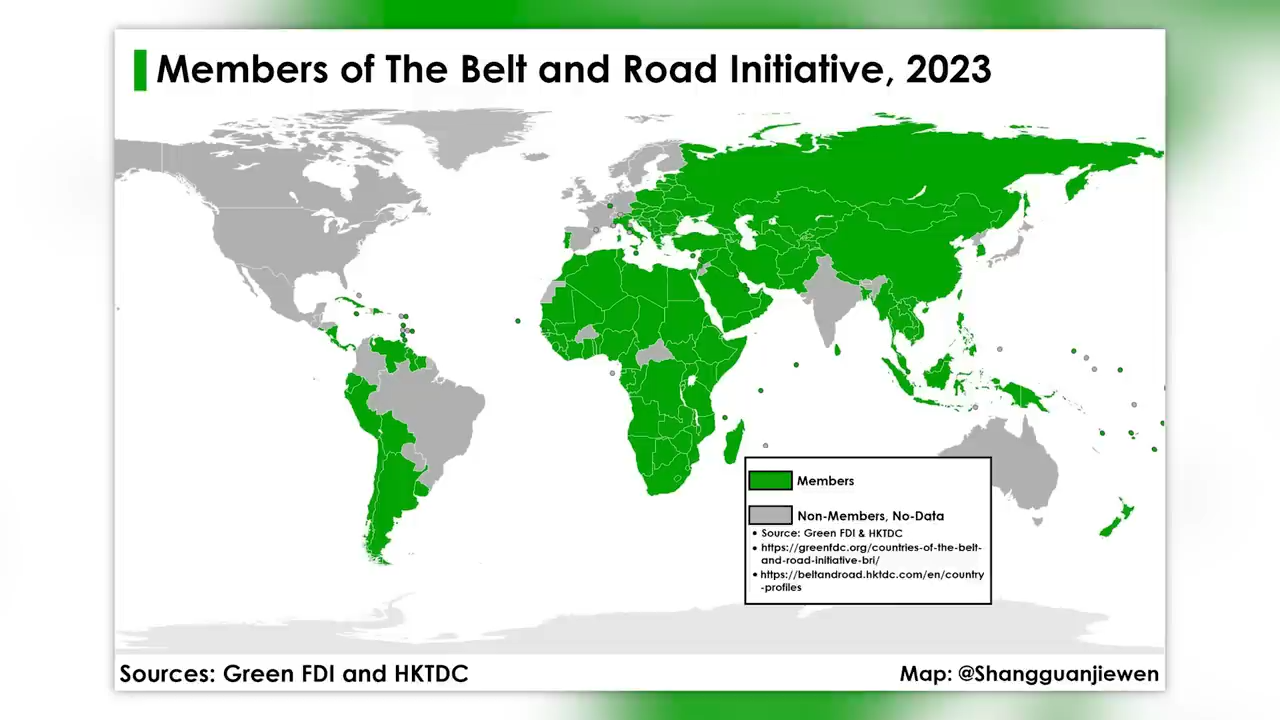 Members of The Belt and Road Initiative, 2023
Members
Non-Members, No-Data
• Source: Green FDI & HKTDC
• https://greenfdc.org/countries-of-the-belt-
and-road-initiative-bri/
• https://beltandroad.hktdc.com/en/country
-profiles
Sources: Green FDI and HKTDC
Map: @Shangguanjiewen